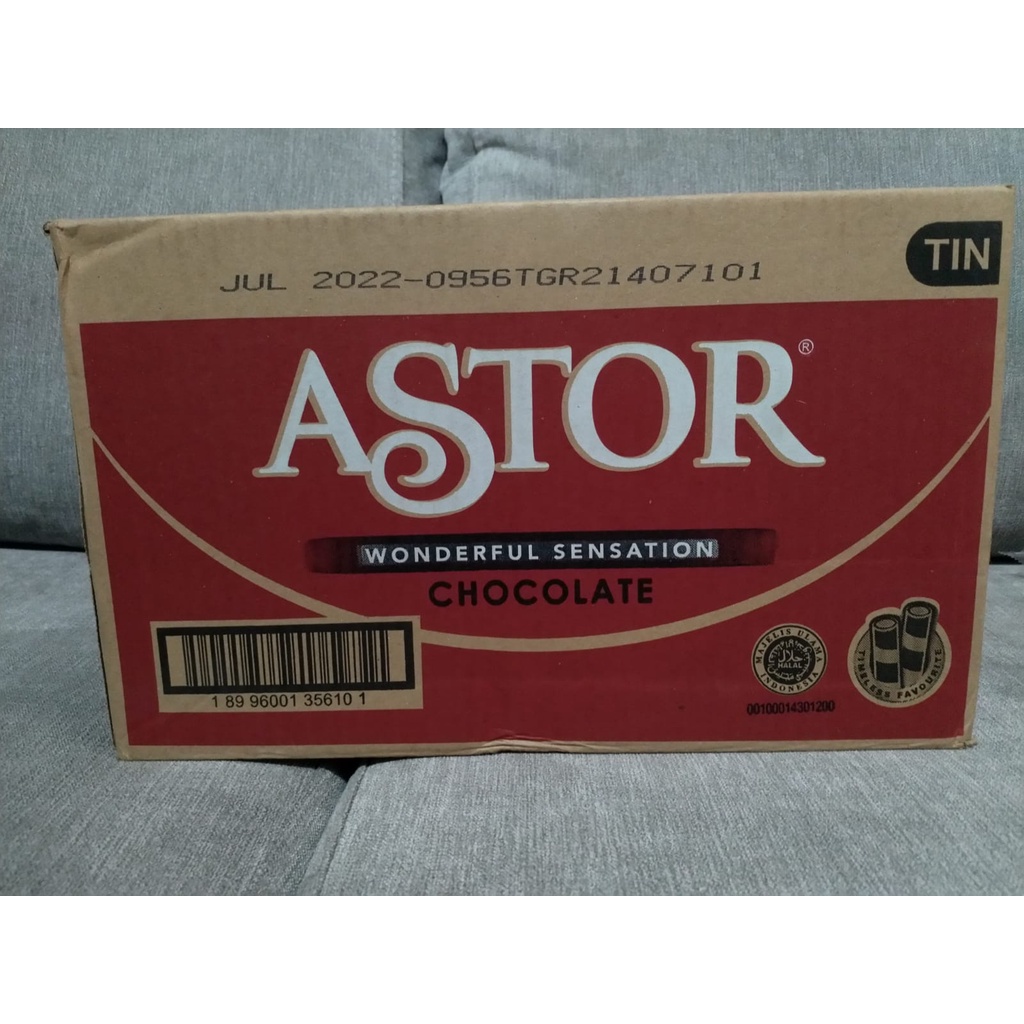 TIN
JUL 2022-0956TGR21407101
ASTOR®
WONDERFUL SENSATION
CHOCOLATE
1 89 96001 35610 1
MAJELIS ULAMA
حلال
HALAL
INDONESIA
00100014301200
TIMELESS FAVOURITE